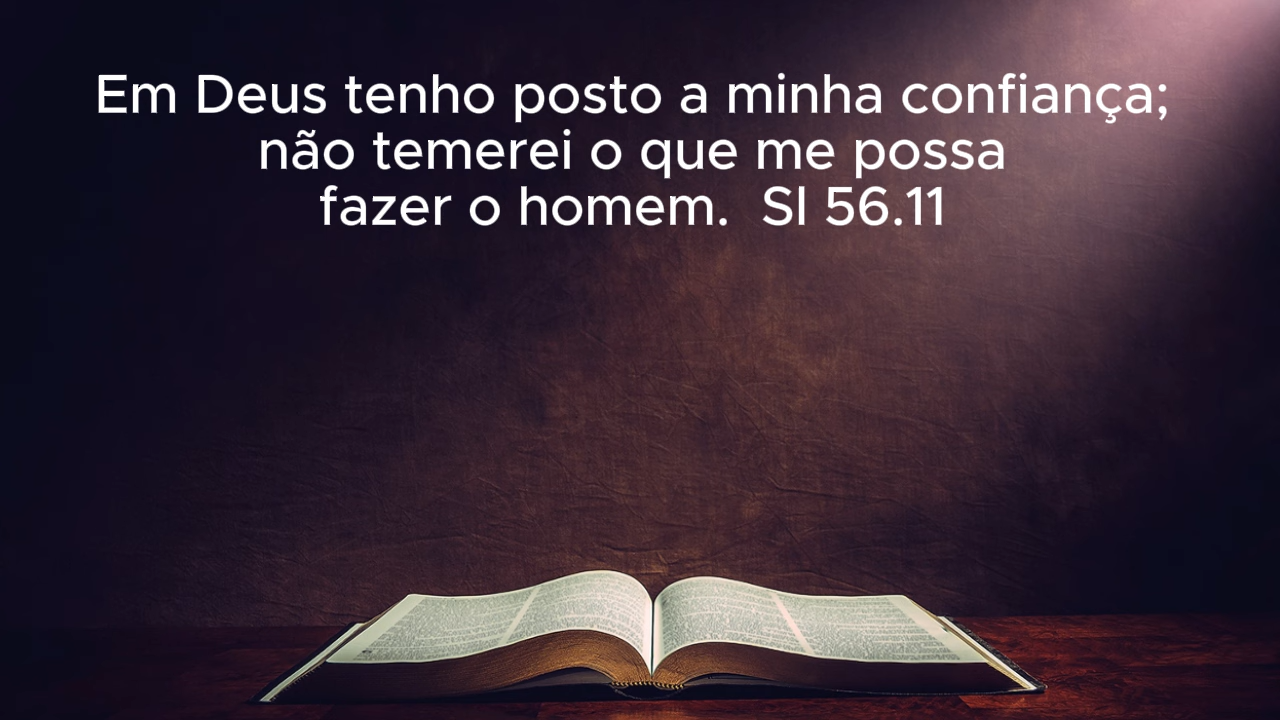 Em Deus tenho posto a minha confiança;
não temerei o que me possa
fazer o homem.  Sl 56.11